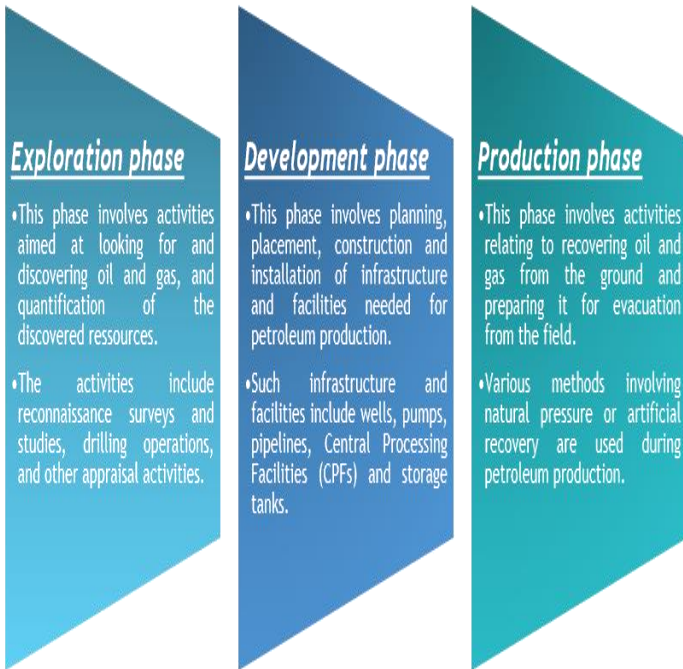 Exploration phase
•This phase involves activities
aimed at looking for and
discovering oil and gas, and
quantification of the
discovered ressources.
•The activities include
reconnaissance surveys and
studies, drilling operations,
and other appraisal activities.
Development phase
•This phase involves planning,
placement, construction and
installation of infrastructure
and facilities needed for
petroleum production.
•Such infrastructure and
facilities include wells, pumps,
pipelines, Central Processing
Facilities (CPFs) and storage
tanks.
Production phase
•This phase involves activities
relating to recovering oil and
gas from the ground and
preparing it for evacuation
from the field.
•Various methods involving
natural pressure or artificial
recovery are used during
petroleum production.